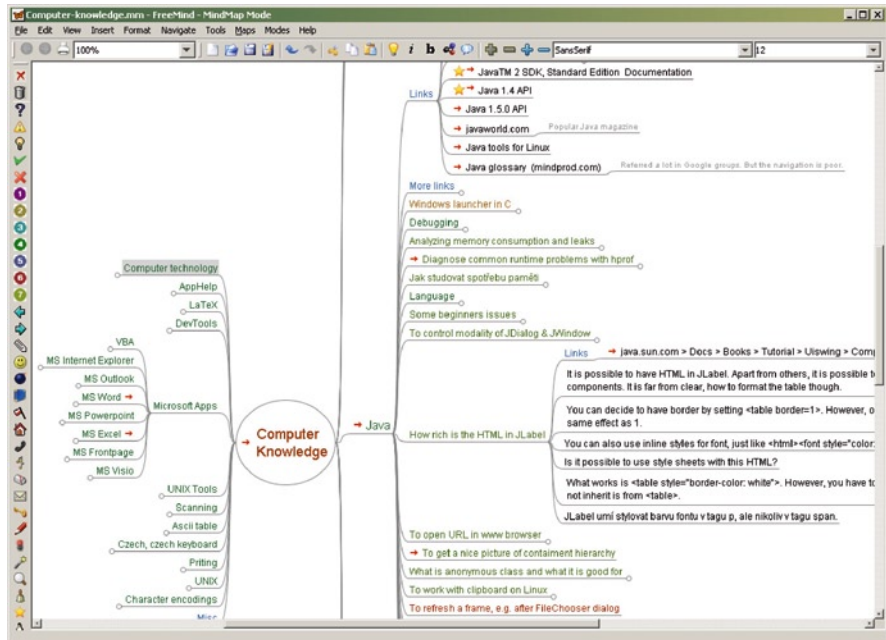 Computer-knowledge.mm - FreeMind - MindMap Mode
File Edit View Insert Format Navigate Tools Maps Modes Help
100%
i b
SansSerif
12
JavaTM 2 SDK, Standard Edition Documentation
Links
Java 1.4 API
Java 1.5.0 API
javaworld.com Popular Java magazine
Java tools for Linux
Java glossary (mindprod.com) Referred a lot in Google groups. But the navigation is poor.
More links
Windows launcher in C
Debugging
Analyzing memory consumption and leaks
Diagnose common runtime problems with hprof
Jak studovat spotřebu paměti
Language
Some beginners issues
To control modality of JDialog & JWindow
Computer technology
AppHelp
LaTeX
DevTools
VBA
MS Internet Explorer
MS Outlook
MS Word
MS Powerpoint
MS Excel
MS Frontpage
MS Visio
Microsoft Apps
Computer
Knowledge
Java
How rich is the HTML in JLabel
Links
java.sun.com > Docs > Books > Tutorial > Uiswing > Comp
It is possible to have HTML in JLabel. Apart from others, it is possible t
components. It is far from clear, how to format the table though.
You can decide to have border by setting <table border=1>. However, o
same effect as 1.
You can also use inline styles for font, just like <html><font style="color:
Is it possible to use style sheets with this HTML?
What works is <table style="border-color: white">. However, you have to
not inherit is from <table>.
JLabel umí stylovat barvu fontu v tagu p, ale nikoliv v tagu span.
UNIX Tools
Scanning
Ascii table
Czech, czech keyboard
Priting
UNIX
Character encodings
Misc
To open URL in www browser
To get a nice picture of contaiment hierarchy
What is anonymous class and what it is good for
To work with clipboard on Linux
To refresh a frame, e.g. after FileChooser dialog